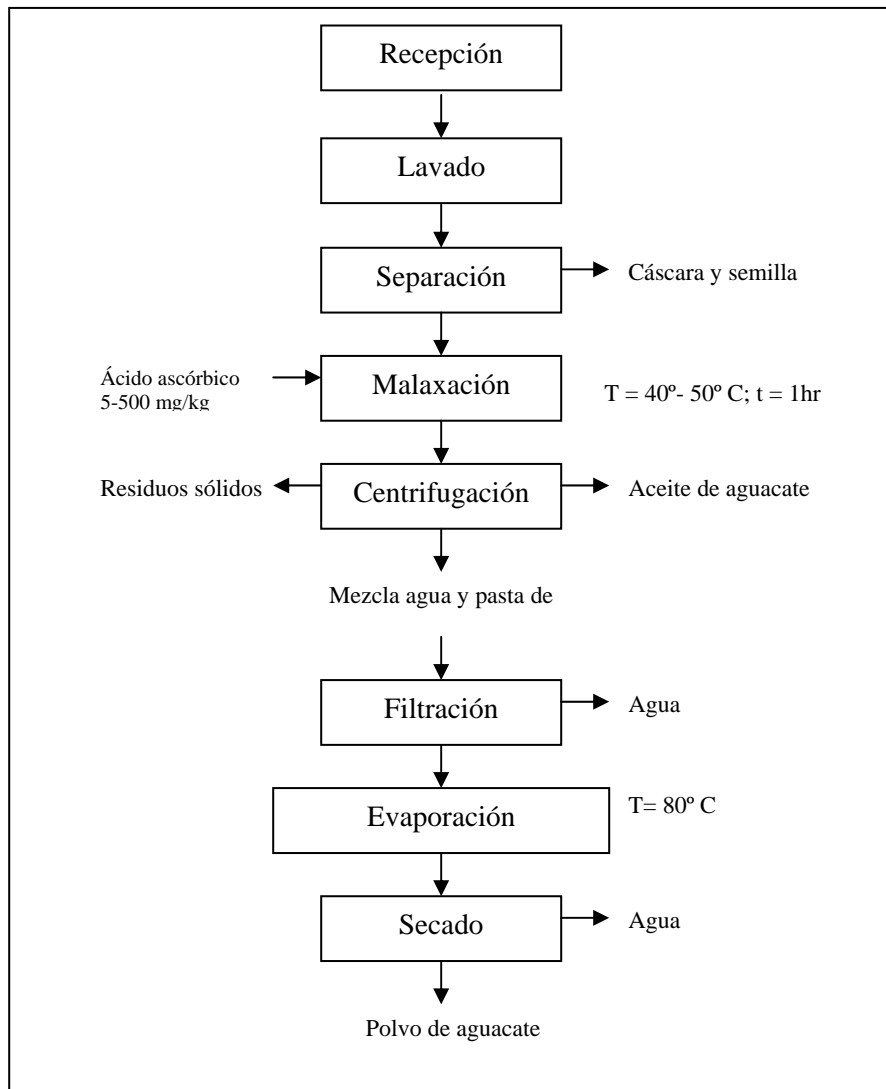 Recepción
Lavado
Separación
Cáscara y semilla
Ácido ascórbico
5-500 mg/kg
Malaxación
T = 40º- 50º C; t = 1hr
Residuos sólidos
Centrifugación
Aceite de aguacate
Mezcla agua y pasta de
Filtración
Agua
Evaporación
T= 80º C
Secado
Agua
Polvo de aguacate